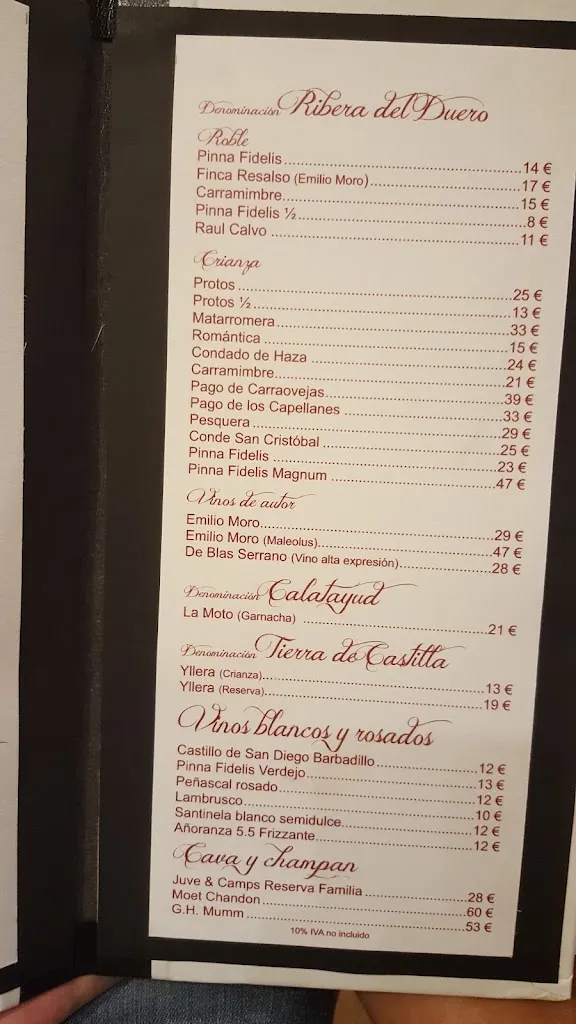 Denominación Ribera del Duero
Roble
Pinna Fidelis 14 €
Finca Resalso (Emilio Moro) 17 €
Carramimbre 15 €
Pinna Fidelis ½ 8 €
Raul Calvo 11 €
Crianza
Protos 25 €
Protos ½ 13 €
Matarromera 33 €
Romántica 15 €
Condado de Haza 24 €
Carramimbre 21 €
Pago de Carraovejas 39 €
Pago de los Capellanes 33 €
Pesquera 29 €
Conde San Cristóbal 25 €
Pinna Fidelis 23 €
Pinna Fidelis Magnum 47 €
Vinos de autor
Emilio Moro 29 €
Emilio Moro (Maleolus) 47 €
De Blas Serrano (Vino alta expresión) 28 €
Denominación Calatayud
La Moto (Garnacha) 21 €
Denominación Tierra de Castilla
Yllera (Crianza) 13 €
Yllera (Reserva) 19 €
Vinos blancos y rosados
Castillo de San Diego Barbadillo 12 €
Pinna Fidelis Verdejo 13 €
Peñascal rosado 12 €
Lambrusco 10 €
Santinela blanco semidulce 12 €
Añoranza 5.5 Frizzante 12 €
Cava y champan
Juve & Camps Reserva Familia 28 €
Moet Chandon 60 €
G.H. Mumm 53 €
10% IVA no incluido